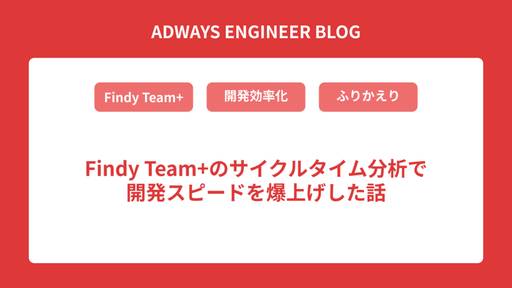 ADWAYS ENGINEER BLOG
Findy Team+
開発効率化
ふりかえり
Findy Team+のサイクルタイム分析で
開発スピードを爆上げした話